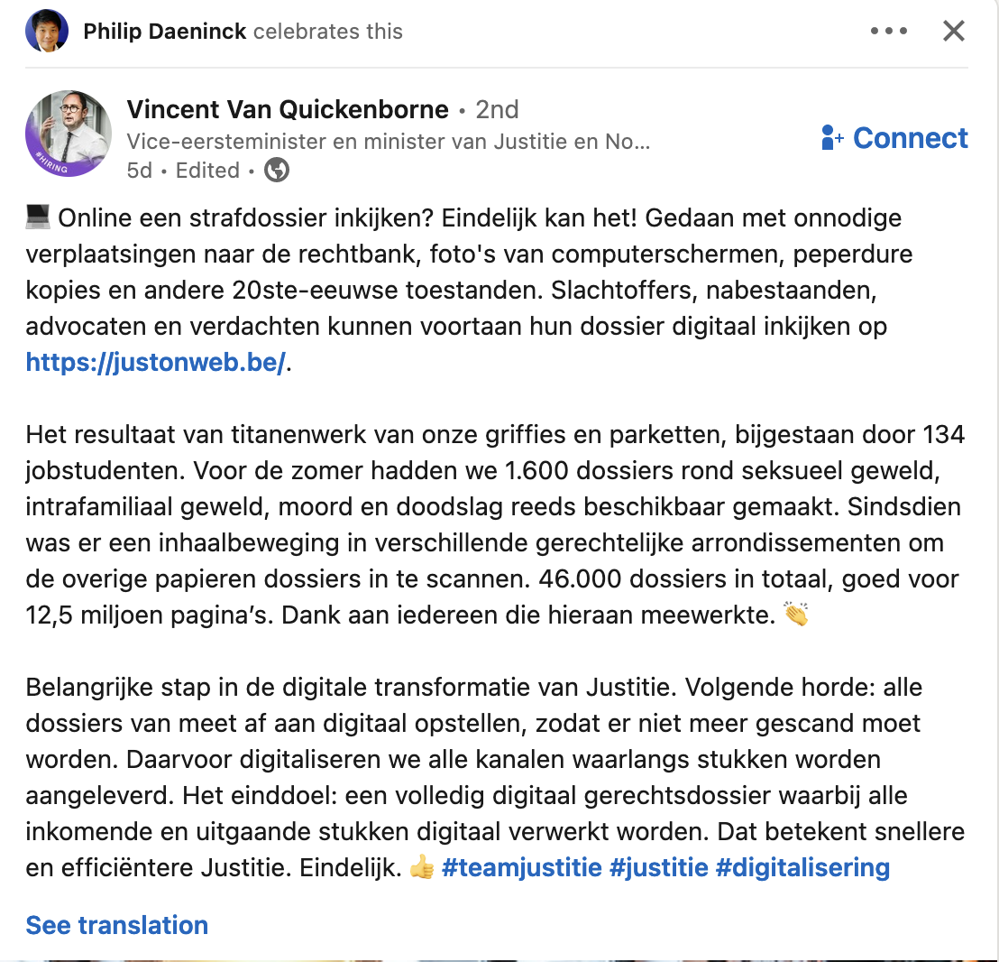 Philip Daeninck celebrates this
Vincent Van Quickenborne • 2nd
Vice-eersteminister en minister van Justitie en No...
5d • Edited •
Connect
#HIRING
Online een strafdossier inkijken? Eindelijk kan het! Gedaan met onnodige
verplaatsingen naar de rechtbank, foto's van computerschermen, peperdure
kopies en andere 20ste-eeuwse toestanden. Slachtoffers, nabestaanden,
advocaten en verdachten kunnen voortaan hun dossier digitaal inkijken op
https://justonweb.be/.
Het resultaat van titanenwerk van onze griffies en parketten, bijgestaan door 134
jobstudenten. Voor de zomer hadden we 1.600 dossiers rond seksueel geweld,
intrafamiliaal geweld, moord en doodslag reeds beschikbaar gemaakt. Sindsdien
was er een inhaalbeweging in verschillende gerechtelijke arrondissementen om
de overige papieren dossiers in te scannen. 46.000 dossiers in totaal, goed voor
12,5 miljoen pagina’s. Dank aan iedereen die hieraan meewerkte. 👏
Belangrijke stap in de digitale transformatie van Justitie. Volgende horde: alle
dossiers van meet af aan digitaal opstellen, zodat er niet meer gescand moet
worden. Daarvoor digitaliseren we alle kanalen waarlangs stukken worden
aangeleverd. Het einddoel: een volledig digitaal gerechtsdossier waarbij alle
inkomende en uitgaande stukken digitaal verwerkt worden. Dat betekent snellere
en efficiëntere Justitie. Eindelijk. 👍 #teamjustitie #justitie #digitalisering
See translation